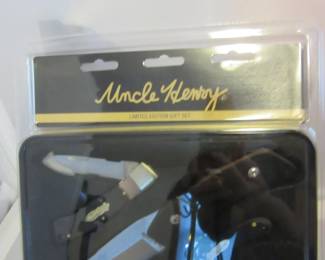 Uncle Henry®
LIMITED EDITION GIFT SET